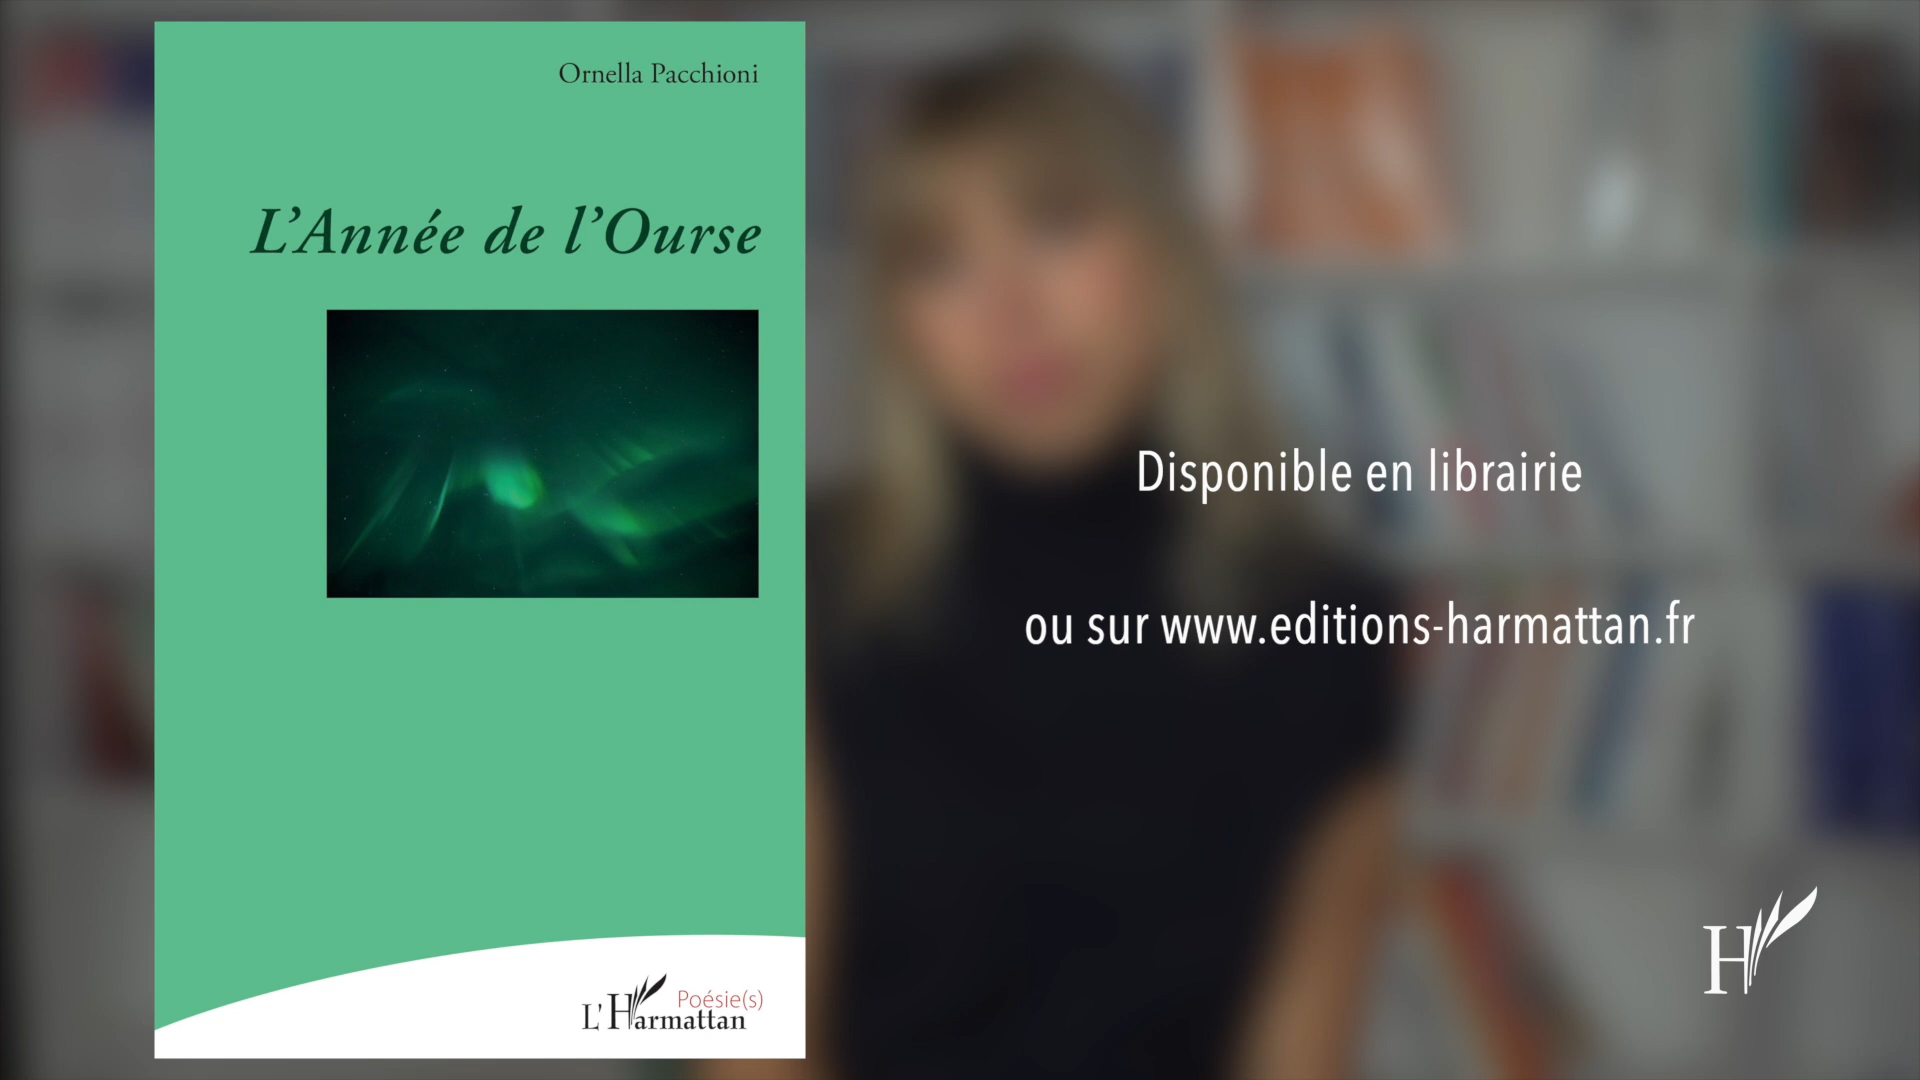 Ornella Pacchioni
L'Année de l'Ourse
Poésie(s)
L'Harmattan
Disponible en librairie
ou sur www.editions-harmattan.fr
H